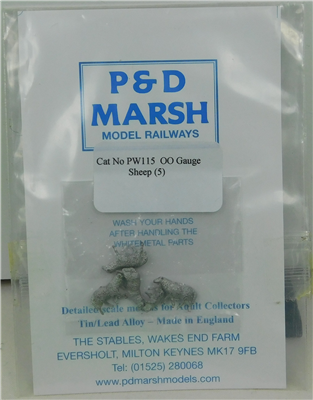 P&D
MARSH
MODEL RAILWAYS
Cat No PW115 OO Gauge
Sheep (5)
WASH YOUR HANDS
AFTER HANDLING THE
WHITEMETAL PARTS
Detailed scale models for Adult Collectors
Tin/Lead Alloy – Made in England
THE STABLES, WAKES END FARM
EVERSHOLT, MILTON KEYNES MK17 9FB
Tel: (01525) 280068
www.pdmarshmodels.com